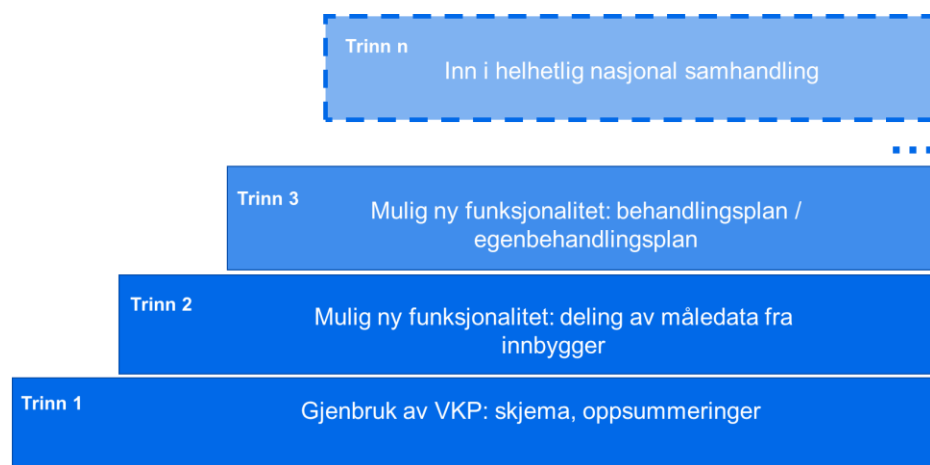 Trinn n
Inn i helhetlig nasjonal samhandling
...
Trinn 3
Mulig ny funksjonalitet: behandlingsplan /
egenbehandlingsplan
Trinn 2
Mulig ny funksjonalitet: deling av måledata fra
innbygger
Trinn 1
Gjenbruk av VKP: skjema, oppsummeringer